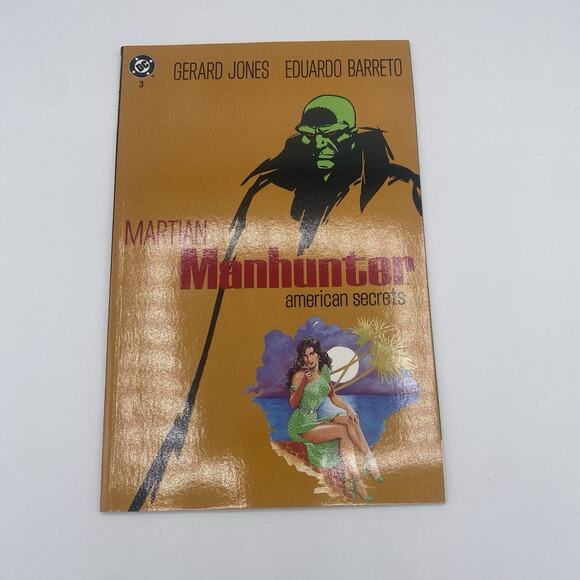 DC
3
GERARD JONES EDUARDO BARRETO
MARTIAN
Manhunter
american secrets